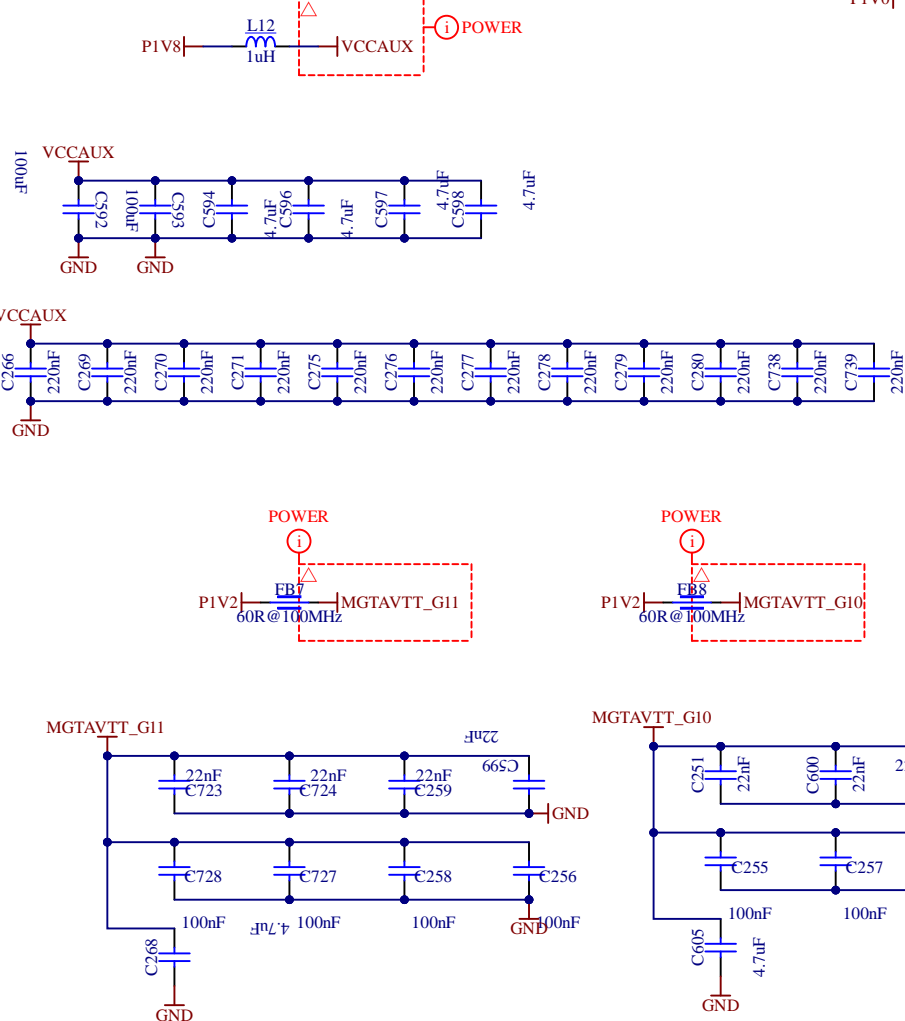 P1V8
L12
1uH
VCCAUX
i
POWER
VCCAUX
100uF
C592
100uF
C593
C594
4.7uF
C596
4.7uF
C597
4.7uF
C598
4.7uF
GND
GND
VCCAUX
C266
220nF
C269
220nF
C270
220nF
C271
220nF
C275
220nF
C276
220nF
C277
220nF
C278
220nF
C279
220nF
C280
220nF
C738
220nF
C739
220nF
GND
POWER
i
P1V2
FB7
60R@100MHz
MGTAVTT_G11
POWER
i
P1V2
FB8
60R@100MHz
MGTAVTT_G10
MGTAVTT_G11
22nF
C723
22nF
C724
22nF
C259
22nF
C599
GND
C728
C727
C258
C256
100nF
4.7uF
100nF
100nF
GND
100nF
C268
GND
MGTAVTT_G10
C251
22nF
C600
22nF
C255
C257
100nF
100nF
C605
4.7uF
GND